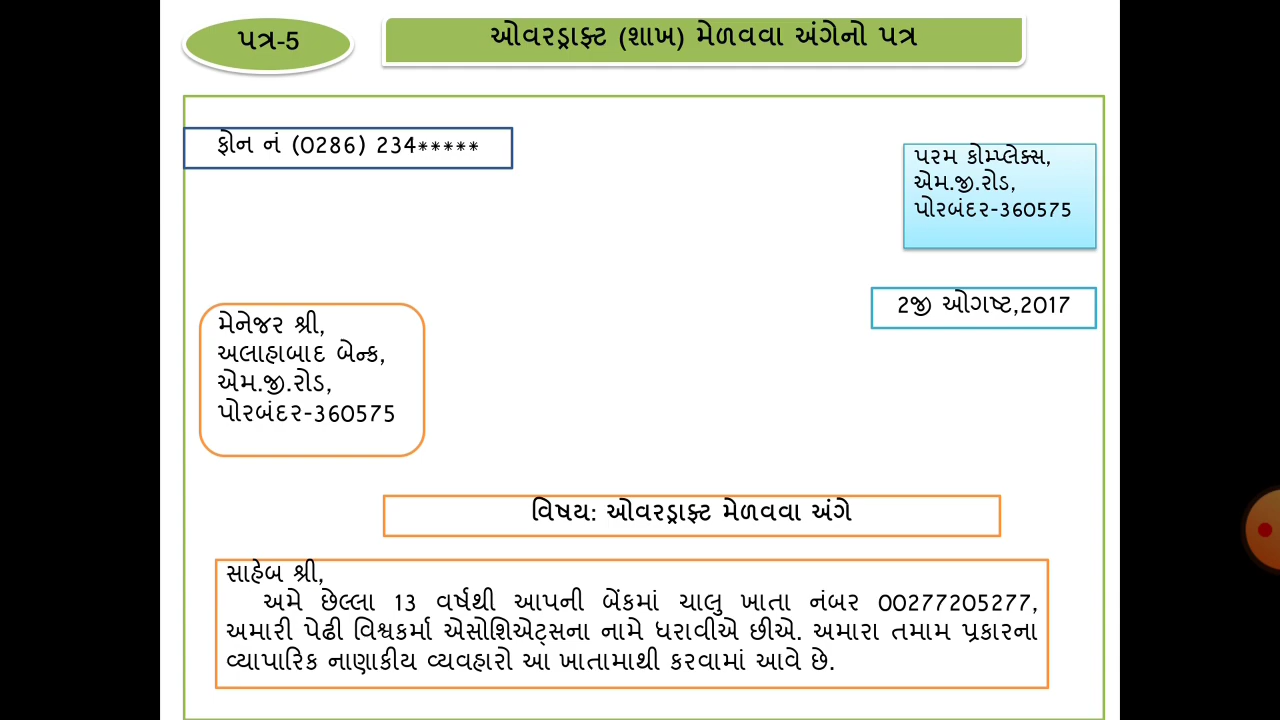 પત્ર-5
ઓવરડ્રાફ્ટ (શાખ) મેળવવા અંગેનો પત્ર
ફોન નં (0286) 234*****
પરમ કોમ્પ્લેક્સ,
એમ.જી.રોડ,
પોરબંદર-360575
2જી ઓગષ્ટ,2017
મેનેજર શ્રી,
અલાહાબાદ બેન્ક,
એમ.જી.રોડ,
પોરબંદર-360575
વિષય: ઓવરડ્રાફ્ટ મેળવવા અંગે
સાહેબ શ્રી,
અમે છેલ્લા 13 વર્ષથી આપની બેંકમાં ચાલુ ખાતા નંબર 00277205277,
અમારી પેઢી વિશ્વકર્મા એસોશિએટ્સના નામે ધરાવીએ છીએ. અમારા તમામ પ્રકારના
વ્યાપારિક નાણાકીય વ્યવહારો આ ખાતામાથી કરવામાં આવે છે.